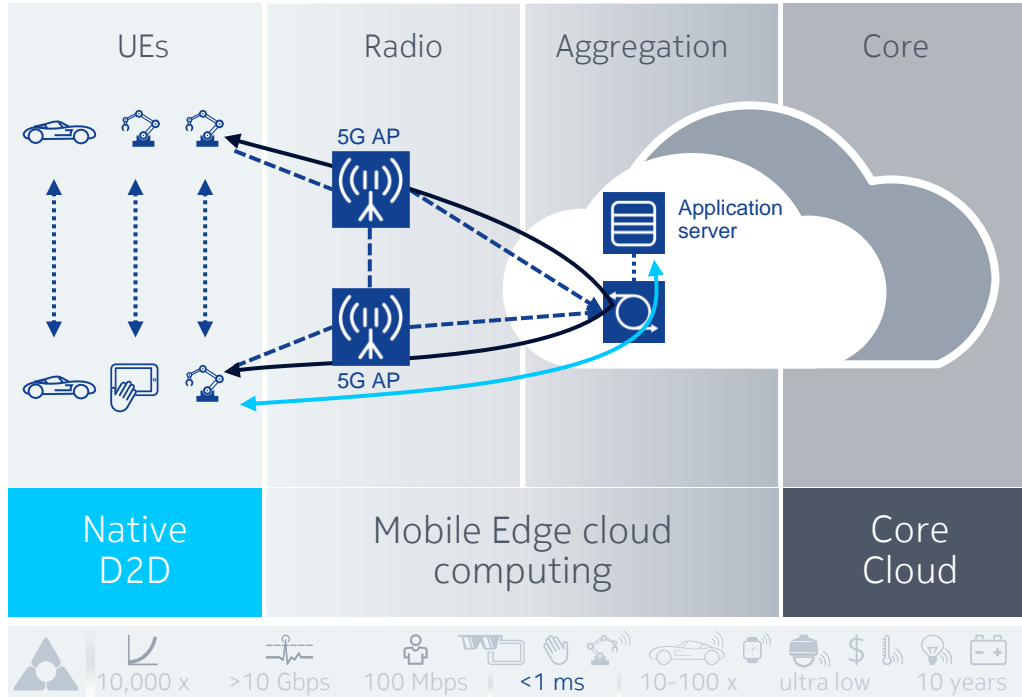 UEs
Radio
Aggregation
Core
5G AP
Application
server
5G AP
Native
D2D
Mobile Edge cloud
computing
Core
Cloud
10,000 x
>10 Gbps
100 Mbps
<1 ms
10-100 x
ultra low
10 years